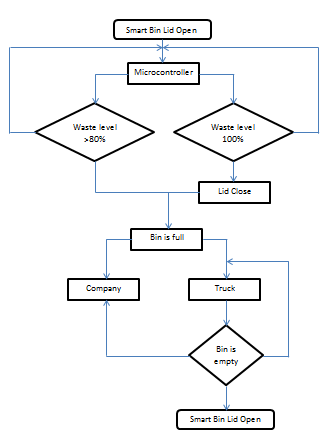 Smart Bin Lid Open
Microcontroller
Waste level
>80%
Waste level
100%
Lid Close
Bin is full
Company
Truck
Bin is
empty
Smart Bin Lid Open